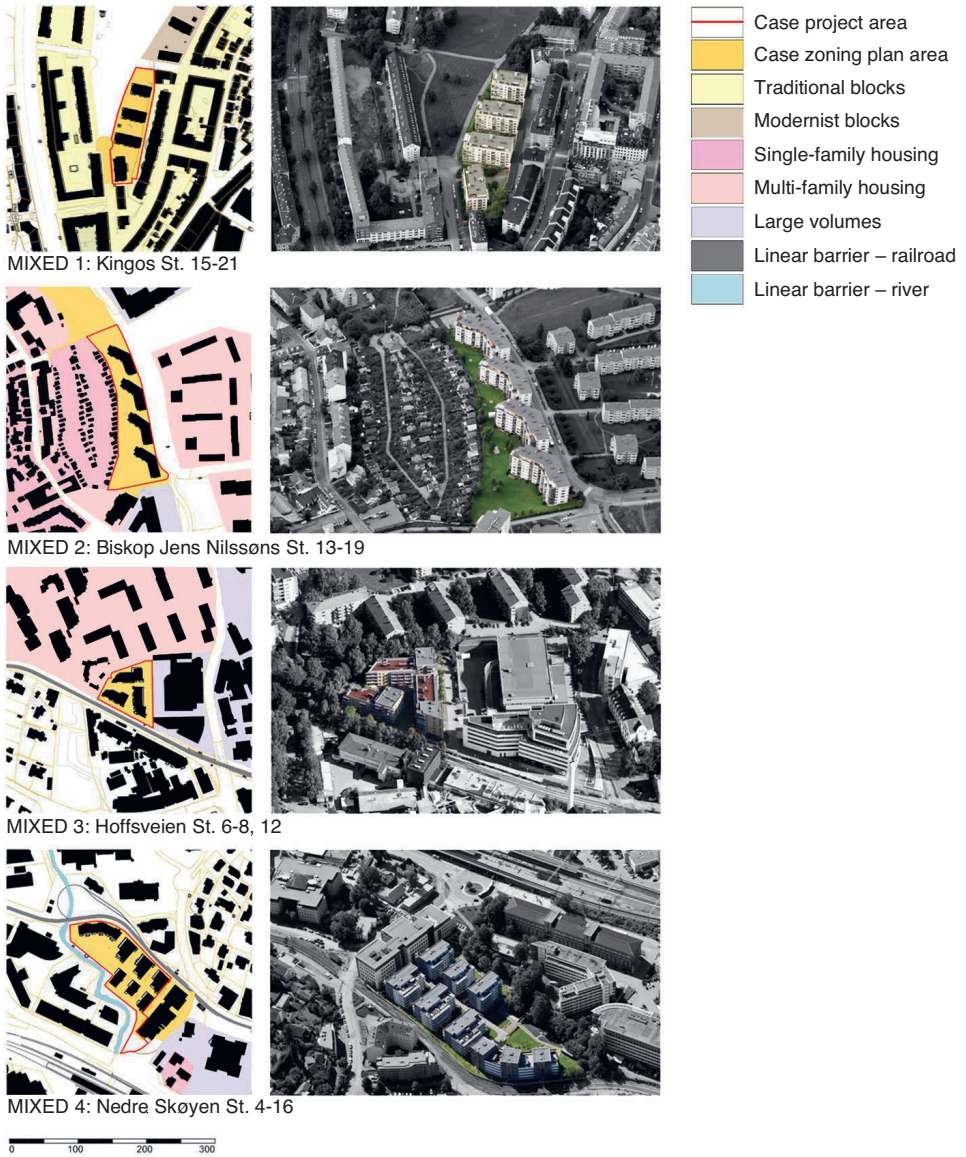 Case project area
Case zoning plan area
Traditional blocks
Modernist blocks
Single-family housing
Multi-family housing
Large volumes
Linear barrier – railroad
Linear barrier – river
MIXED 1: Kingos St. 15-21
MIXED 2: Biskop Jens Nilssøns St. 13-19
MIXED 3: Hoffsveien St. 6-8, 12
MIXED 4: Nedre Skøyen St. 4-16
0 100 200 300